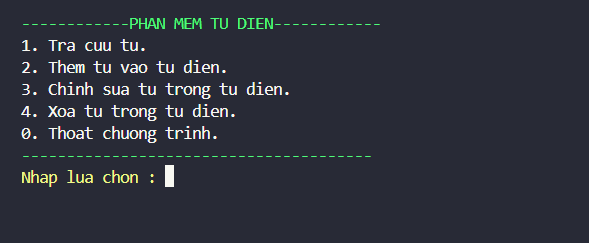 ------------PHAN MEM TU DIEN------------
1. Tra cuu tu.
2. Them tu vao tu dien.
3. Chinh sua tu trong tu dien.
4. Xoa tu trong tu dien.
0. Thoat chuong trinh.
---------------------------------------
Nhap lua chon :